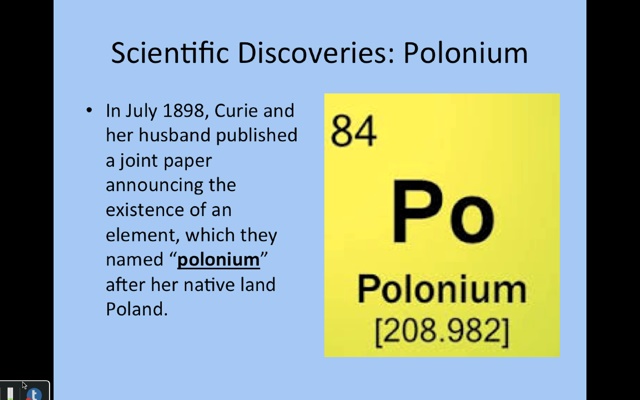 Scientific Discoveries: Polonium
• In July 1898, Curie and
her husband published
a joint paper
announcing the
existence of an
element, which they
named “polonium”
after her native land
Poland.
84
Po
Polonium
[208.982]